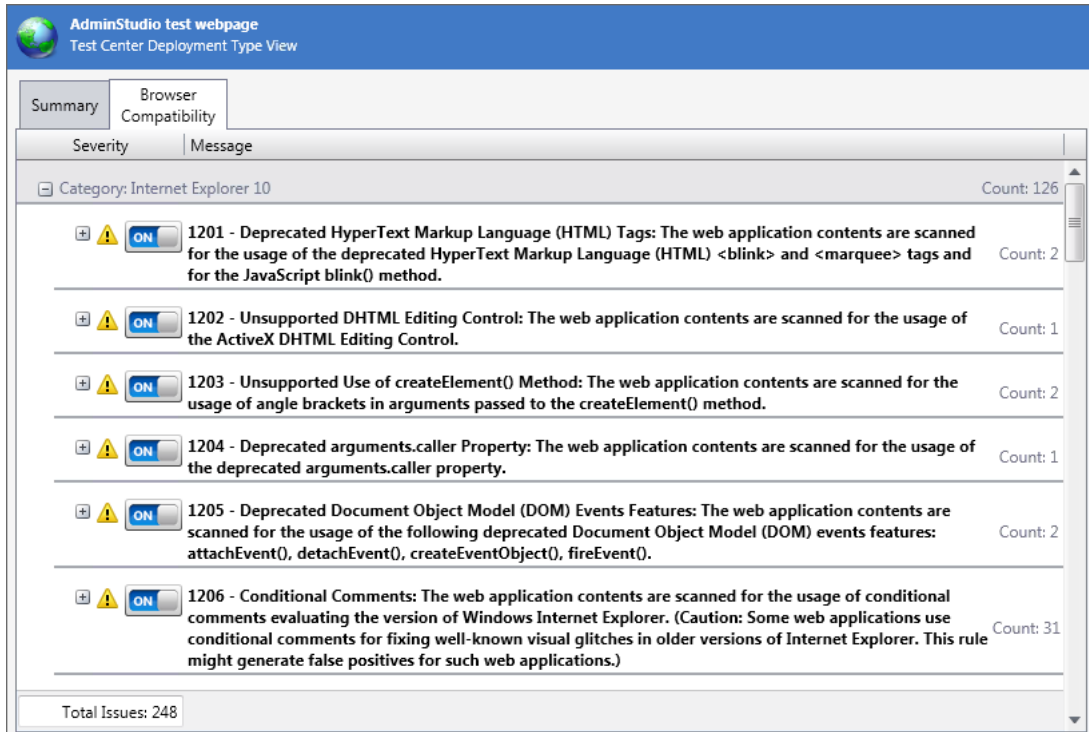 AdminStudio test webpage
Test Center Deployment Type View
Summary
Browser
Compatibility
Severity
Message
Category: Internet Explorer 10
Count: 126
ON
1201 - Deprecated HyperText Markup Language (HTML) Tags: The web application contents are scanned
for the usage of the deprecated HyperText Markup Language (HTML) <blink> and <marquee> tags and
for the JavaScript blink() method.
Count: 2
ON
1202 - Unsupported DHTML Editing Control: The web application contents are scanned for the usage of
the ActiveX DHTML Editing Control.
Count: 1
ON
1203 - Unsupported Use of createElement() Method: The web application contents are scanned for the
usage of angle brackets in arguments passed to the createElement() method.
Count: 2
ON
1204 - Deprecated arguments.caller Property: The web application contents are scanned for the usage of
the deprecated arguments.caller property.
Count: 1
ON
1205 - Deprecated Document Object Model (DOM) Events Features: The web application contents are
scanned for the usage of the following deprecated Document Object Model (DOM) events features:
attachEvent(), detachEvent(), createEventObject(), fireEvent().
Count: 2
ON
1206 - Conditional Comments: The web application contents are scanned for the usage of conditional
comments evaluating the version of Windows Internet Explorer. (Caution: Some web applications use
conditional comments for fixing well-known visual glitches in older versions of Internet Explorer. This rule
might generate false positives for such web applications.)
Count: 31
Total Issues: 248